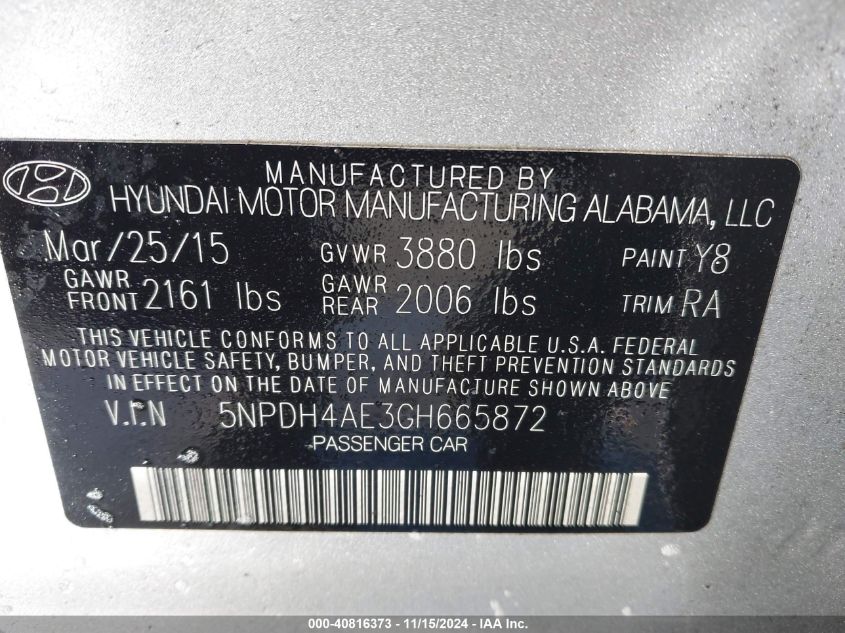 MANUFACTURED BY
HYUNDAI MOTOR MANUFACTURING ALABAMA, LLC
Mar/25/15 GVWR 3880 lbs PAINT Y8
GAWR FRONT 2161 lbs GAWR REAR 2006 lbs TRIM RA
THIS VEHICLE CONFORMS TO ALL APPLICABLE U.S.A. FEDERAL
MOTOR VEHICLE SAFETY, BUMPER, AND THEFT PREVENTION STANDARDS
IN EFFECT ON THE DATE OF MANUFACTURE SHOWN ABOVE
V.I.N 5NPDH4AE3GH665872
PASSENGER CAR
000-40816373 - 11/15/2024 - IAA Inc.